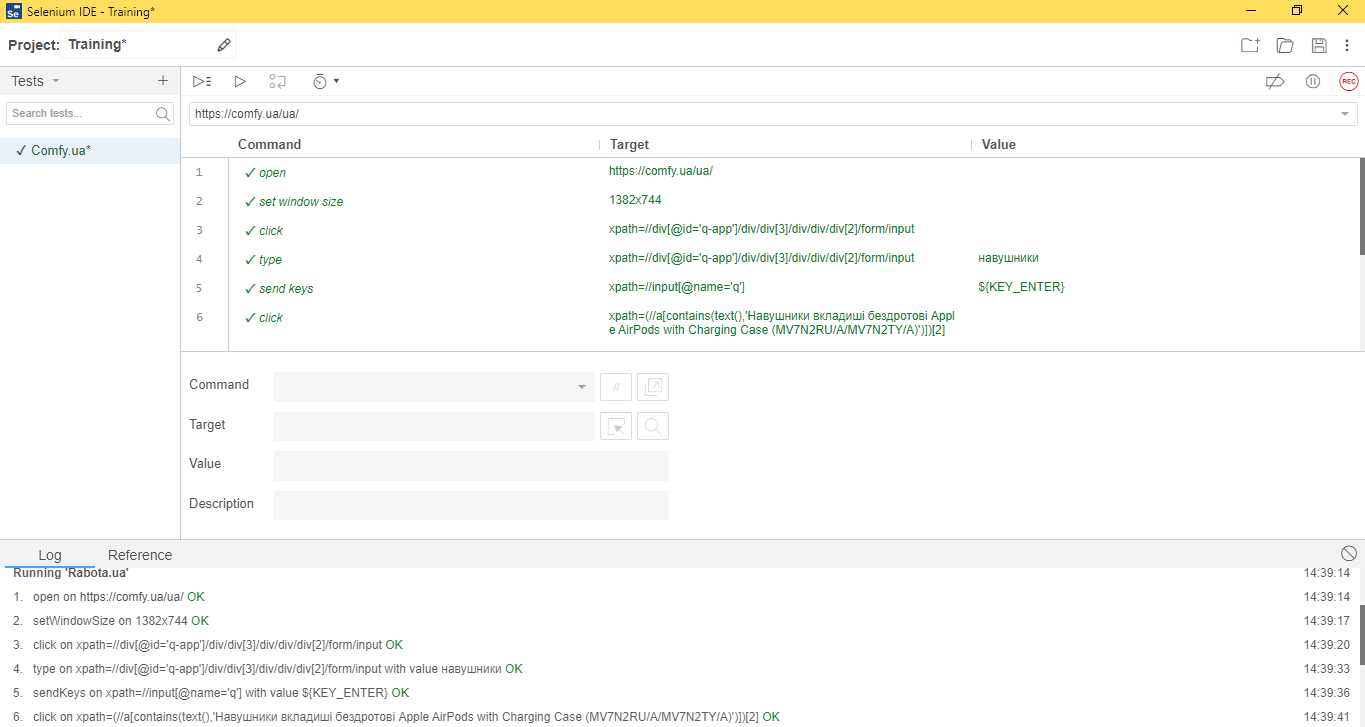 Se Selenium IDE - Training*
Project: Training*
Tests
Search tests...
✓ Comfy.ua*
REC
https://comfy.ua/ua/
Command Target Value
1 ✓ open https://comfy.ua/ua/
2 ✓ set window size 1382x744
3 ✓ click xpath=//div[@id='q-app']/div/div[3]/div/div/div[2]/form/input
4 ✓ type xpath=//div[@id='q-app']/div/div[3]/div/div/div[2]/form/input навушники
5 ✓ send keys xpath=//input[@name='q'] ${KEY_ENTER}
6 ✓ click xpath=(//a[contains(text(),'Навушники вкладиші бездротові Appl
e AirPods with Charging Case (MV7N2RU/A/MV7N2TY/A)')])[2]
Command //
Target
Value
Description
Log Reference
Running 'Rabota.ua' 14:39:14
1. open on https://comfy.ua/ua/ OK 14:39:14
2. setWindowSize on 1382x744 OK 14:39:17
3. click on xpath=//div[@id='q-app']/div/div[3]/div/div/div[2]/form/input OK 14:39:20
4. type on xpath=//div[@id='q-app']/div/div[3]/div/div/div[2]/form/input with value навушники OK 14:39:33
5. sendKeys on xpath=//input[@name='q'] with value ${KEY_ENTER} OK 14:39:36
6. click on xpath=(//a[contains(text(),'Навушники вкладиші бездротові Apple AirPods with Charging Case (MV7N2RU/A/MV7N2TY/A)')])[2] OK 14:39:41